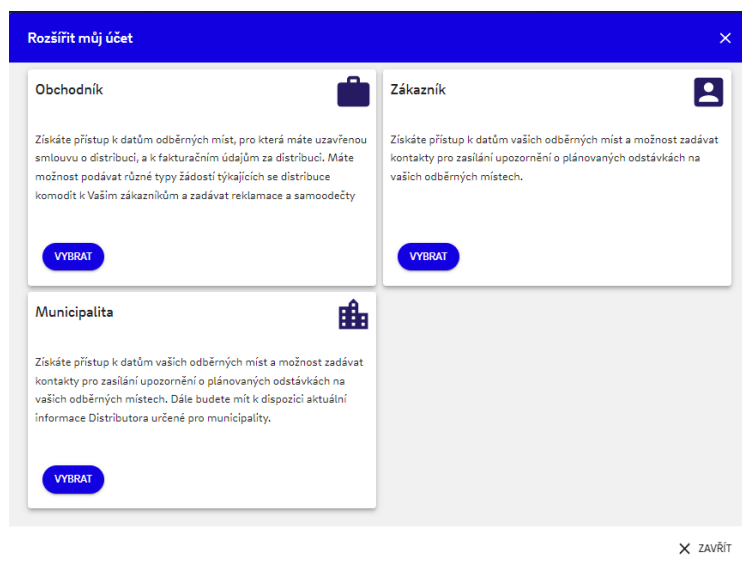 Rozšířit můj účet
Obchodník
Získáte přístup k datům odběrných míst, pro která máte uzavřenou
smlouvu o distribuci, a k fakturačním údajům za distribuci. Máte
možnost podávat různé typy žádostí týkajících se distribuce
komodit k Vašim zákazníkům a zadávat reklamace a samoodečty
VYBRAT
Zákazník
Získáte přístup k datům vašich odběrných míst a možnost zadávat
kontakty pro zasílání upozornění o plánovaných odstávkách na
vašich odběrných místech.
VYBRAT
Municipalita
Získáte přístup k datům vašich odběrných míst a možnost zadávat
kontakty pro zasílání upozornění o plánovaných odstávkách na
vašich odběrných místech. Dále budete mít k dispozici aktuální
informace Distributora určené pro municipality.
VYBRAT
ZAVŘÍT